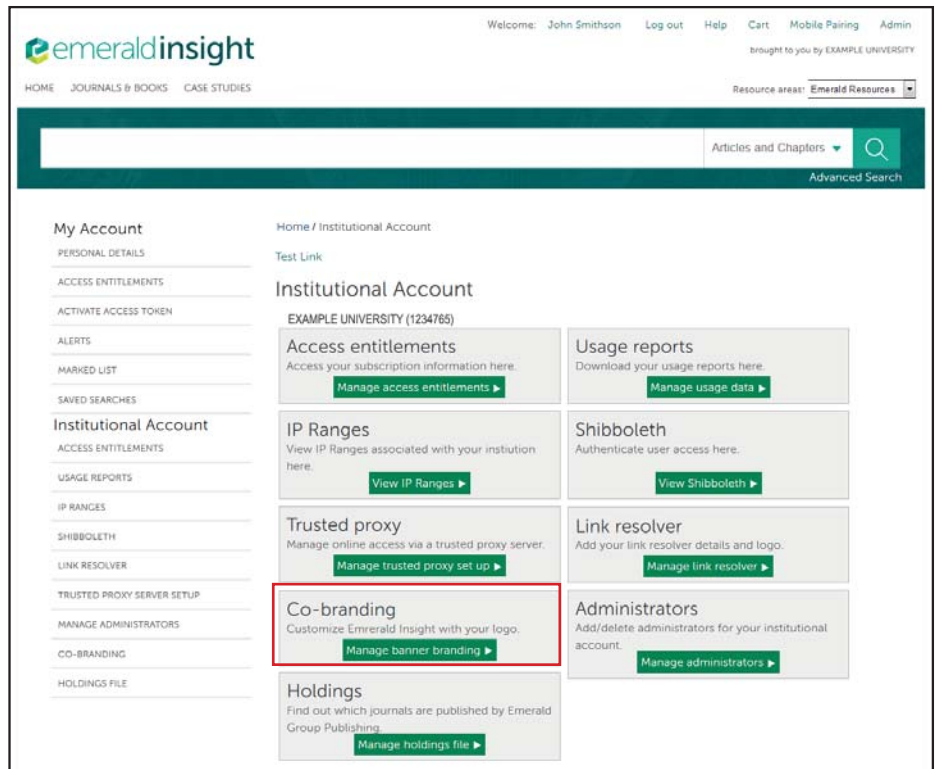 Welcome: John Smithson Log out Help Cart Mobile Pairing Admin
emeraldinsight
brought to you by EXAMPLE UNIVERSITY
HOME JOURNALS & BOOKS CASE STUDIES
Resource areas: Emerald Resources
Articles and Chapters
Advanced Search
My Account
PERSONAL DETAILS
ACCESS ENTITLEMENTS
ACTIVATE ACCESS TOKEN
ALERTS
MARKED LIST
SAVED SEARCHES
Institutional Account
ACCESS ENTITLEMENTS
USAGE REPORTS
IP RANGES
SHIBBOLETH
LINK RESOLVER
TRUSTED PROXY SERVER SETUP
MANAGE ADMINISTRATORS
CO-BRANDING
HOLDINGS FILE
Home / Institutional Account
Test Link
Institutional Account
EXAMPLE UNIVERSITY (1234765)
Access entitlements
Access your subscription information here.
Manage access entitlements ▶
Usage reports
Download your usage reports here.
Manage usage data ▶
IP Ranges
View IP Ranges associated with your instiution
here.
View IP Ranges ▶
Shibboleth
Authenticate user access here.
View Shibboleth ▶
Trusted proxy
Manage online access via a trusted proxy server.
Manage trusted proxy set up ▶
Link resolver
Add your link resolver details and logo.
Manage link resolver ▶
Co-branding
Customize Emrerald Insight with your logo.
Manage banner branding ▶
Administrators
Add/delete administrators for your institutional
account.
Manage administrators ▶
Holdings
Find out which journals are published by Emerald
Group Publishing.
Manage holdings file ▶